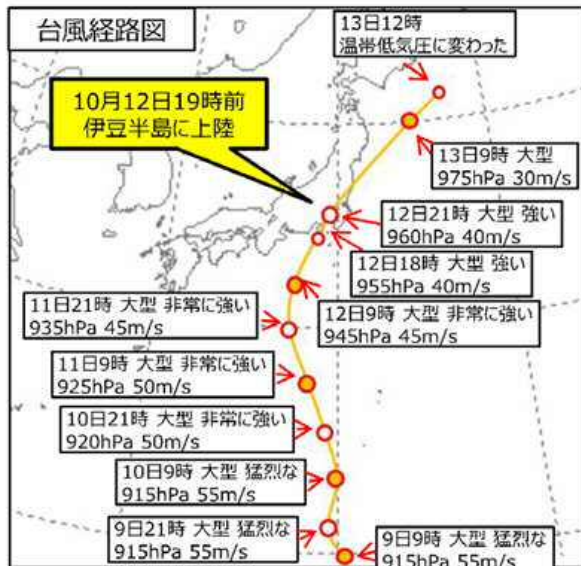 台風経路図
13日12時
温帯低気圧に変わった
10月12日19時前
伊豆半島に上陸
13日9時 大型
975hPa 30m/s
12日21時 大型 強い
960hPa 40m/s
12日18時 大型 強い
955hPa 40m/s
11日21時 大型 非常に強い
935hPa 45m/s
12日9時 大型 非常に強い
945hPa 45m/s
11日9時 大型 非常に強い
925hPa 50m/s
10日21時 大型 非常に強い
920hPa 50m/s
10日9時 大型 猛烈な
915hPa 55m/s
9日21時 大型 猛烈な
915hPa 55m/s
9日9時 大型 猛烈な
915hPa 55m/s